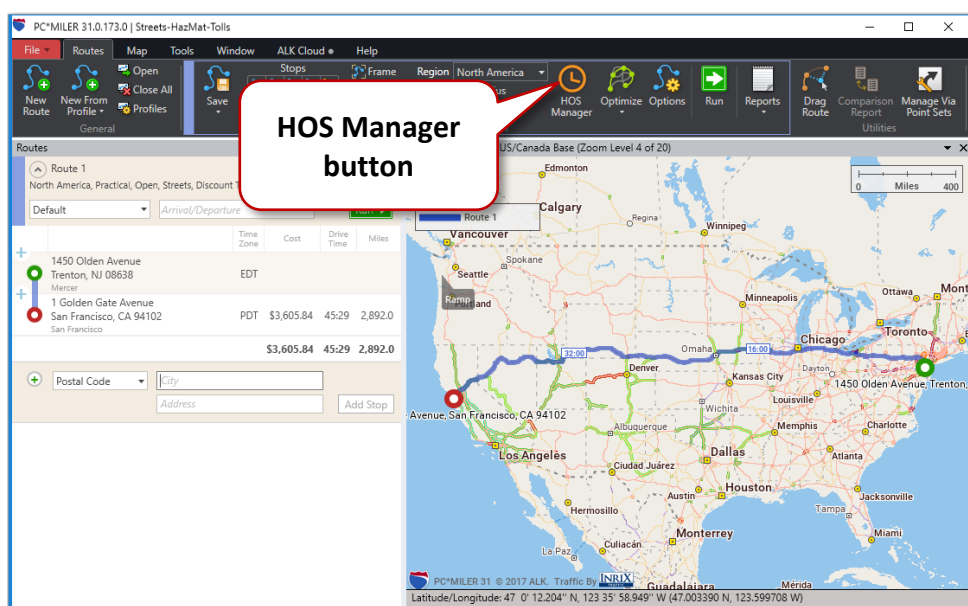 PC*MILER 31.0.173.0 | Streets-HazMat-Tolls
File Routes Map Tools Window ALK Cloud Help
New Route
New From Profile
Open
Close All
Profiles
General
Save
Stops
Frame
Region North America
HOS Manager
Optimize
Options
Run
Reports
Drag Route
Comparison Report
Manage Via Point Sets
Utilities
HOS Manager
button
Routes
US/Canada Base (Zoom Level 4 of 20)
Route 1
North America, Practical, Open, Streets, Discount
Default
Arrival/Departure
Run
Time Zone Cost Drive Time Miles
1450 Olden Avenue
Trenton, NJ 08638 EDT
Mercer
1 Golden Gate Avenue
San Francisco, CA 94102 PDT $3,605.84 45:29 2,892.0
San Francisco
$3,605.84 45:29 2,892.0
Postal Code City
Address Add Stop
Route 1
0 Miles 400
Edmonton
Calgary
Regina
Winnipeg
Vancouver
Spokane
Seattle
Ramp
Minneapolis
Ottawa
Mont
Toronto
Chicago
Omaha
16:00
32:00
Denver
Kansas City
Dayton
1450 Olden Avenue, Trenton,
Louisville
Wichita
Avenue, San Francisco, CA 94102
Albuquerque
Memphis
Charlotte
Los Angeles
Dallas
Atlanta
Ciudad Juárez
Austin
Houston
Jacksonville
Hermosillo
Tampa
Monterrey
Miami
Culiacán
La Paz
Guadalajara
Mérida
PC*MILER 31 © 2017 ALK. Traffic By INRIX
Latitude/Longitude: 47 0' 12.204" N, 123 35' 58.949" W (47.003390 N, 123.599708 W)